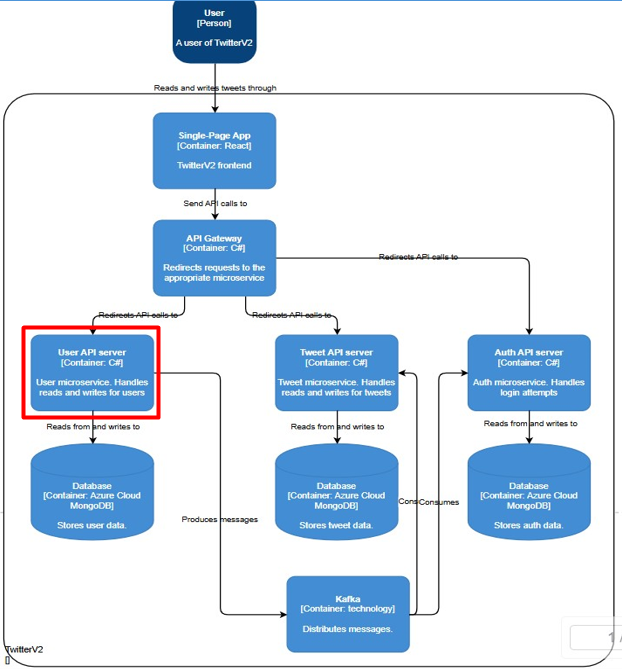 User
[Person]
A user of TwitterV2
Reads and writes tweets through
Single-Page App
[Container: React]
TwitterV2 frontend
Send API calls to
API Gateway
[Container: C#]
Redirects requests to the
appropriate microservice
Redirects API calls to
Redirects API calls to
Redirects API calls to
User API server
[Container: C#]
User microservice. Handles
reads and writes for users
Tweet API server
[Container: C#]
Tweet microservice. Handles
reads and writes for tweets
Auth API server
[Container: C#]
Auth microservice. Handles
login attempts
Reads from and writes to
Reads from and writes to
Reads from and writes to
Database
[Container: Azure Cloud
MongoDB]
Stores user data.
Database
[Container: Azure Cloud
MongoDB]
Stores tweet data.
Database
[Container: Azure Cloud
MongoDB]
Stores auth data.
Produces messages
Cons
Consumes
Kafka
[Container: technology]
Distributes messages.
TwitterV2
[]
1 /